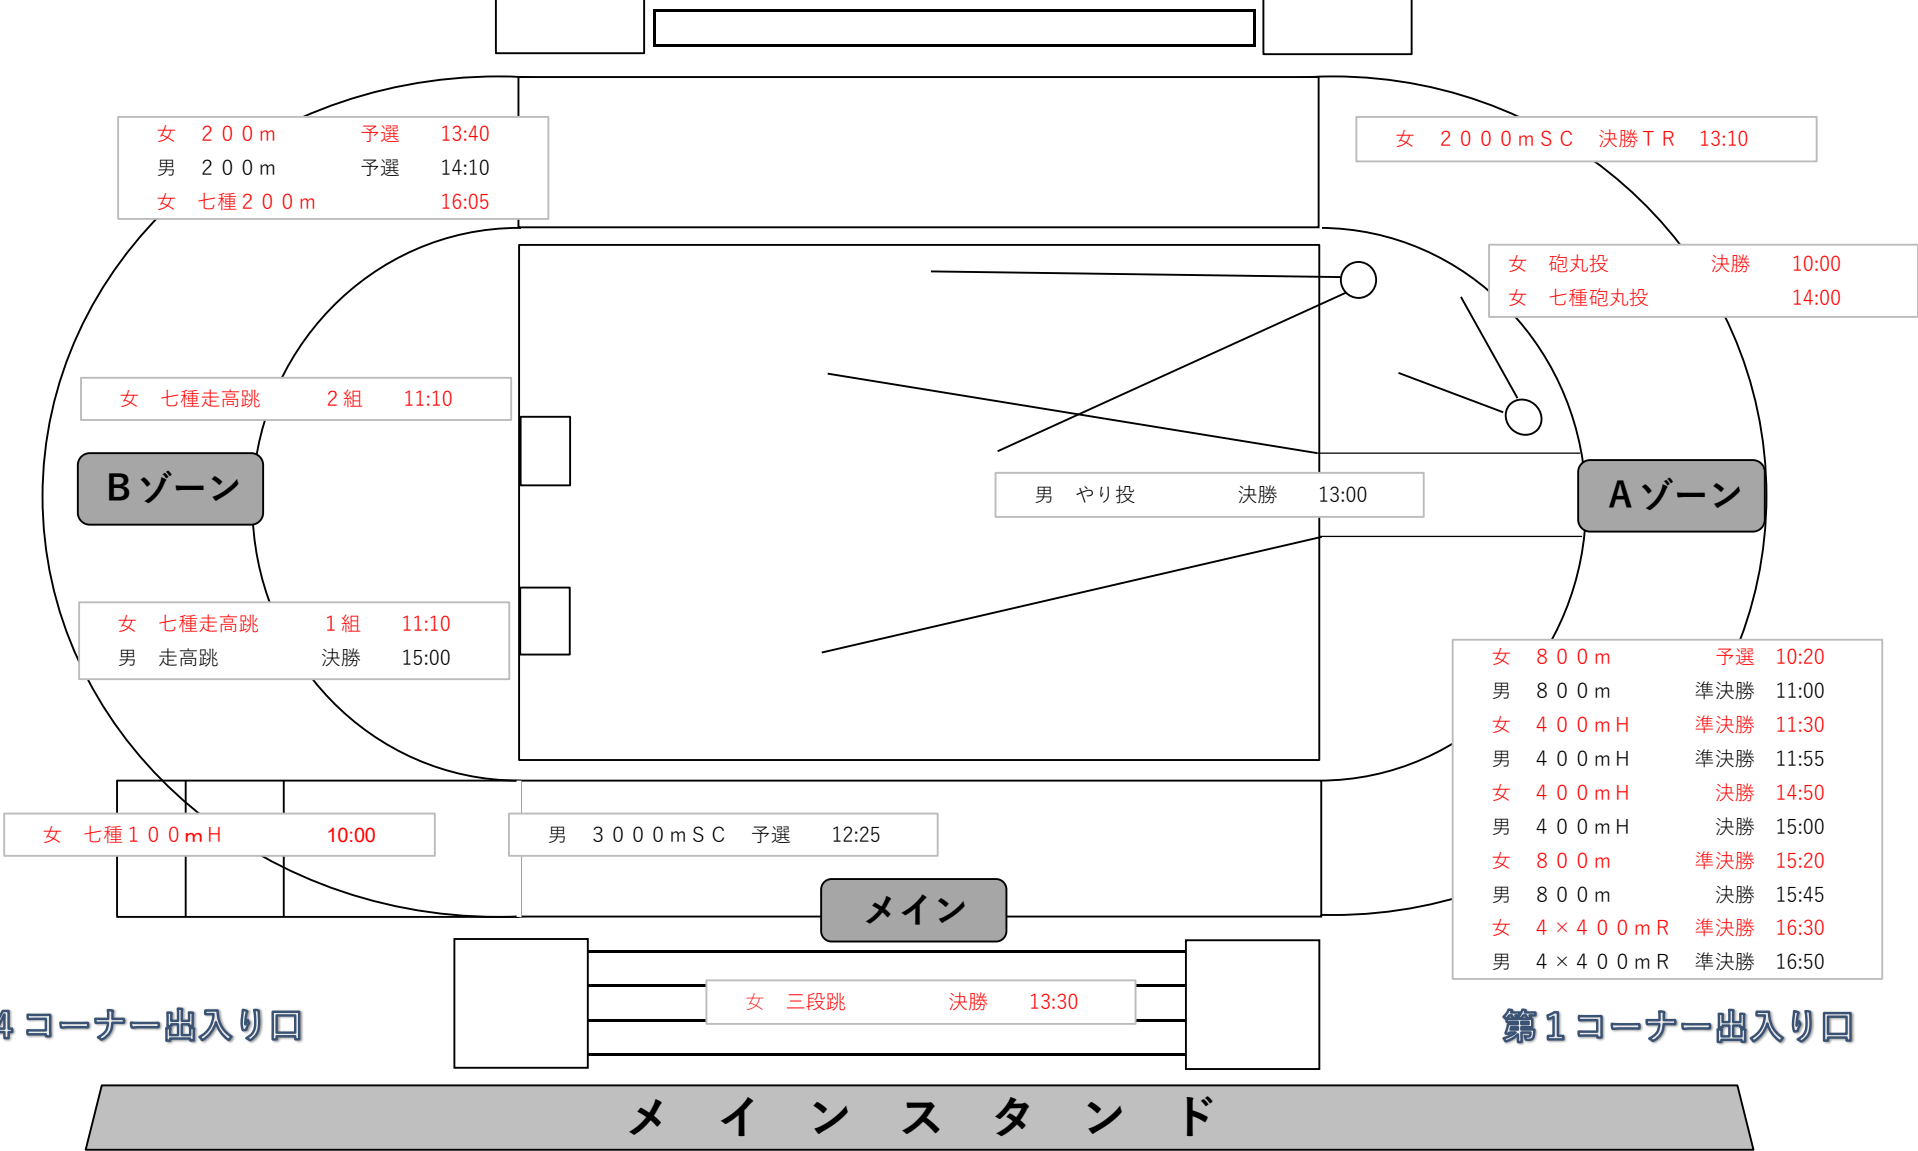 女　２００ｍ　予選　13:40
男　２００ｍ　予選　14:10
女　七種２００ｍ　16:05
女　２０００ｍＳＣ　決勝ＴＲ　13:10
女　砲丸投　決勝　10:00
女　七種砲丸投　14:00
女　七種走高跳　２組　11:10
Ｂゾーン
男　やり投　決勝　13:00
Ａゾーン
女　七種走高跳　１組　11:10
男　走高跳　決勝　15:00
女　８００ｍ　予選　10:20
男　８００ｍ　準決勝　11:00
女　４００ｍＨ　準決勝　11:30
男　４００ｍＨ　準決勝　11:55
女　４００ｍＨ　決勝　14:50
男　４００ｍＨ　決勝　15:00
女　８００ｍ　準決勝　15:20
男　８００ｍ　決勝　15:45
女　４×４００ｍＲ　準決勝　16:30
男　４×４００ｍＲ　準決勝　16:50
女　七種１００ｍＨ　10:00
男　３０００ｍＳＣ　予選　12:25
メイン
女　三段跳　決勝　13:30
4コーナー出入り口
第１コーナー出入り口
メインスタンド